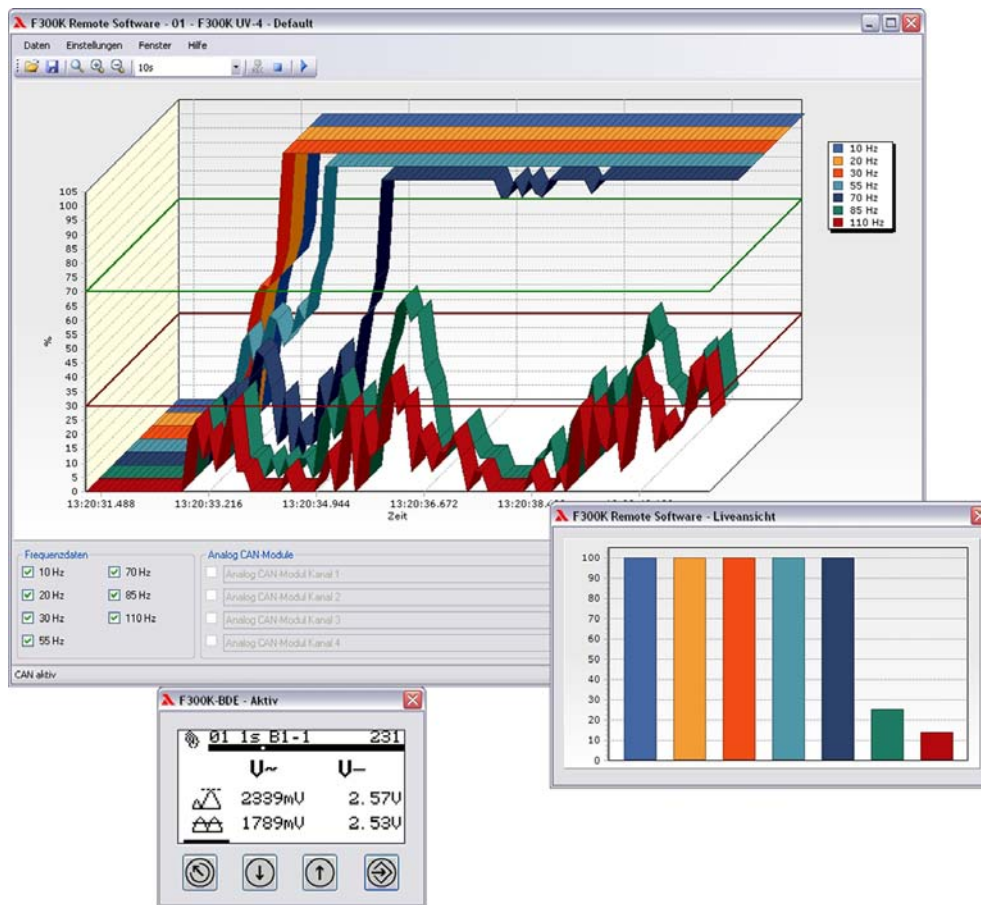 F300K Remote Software - 01 - F300K UV-4 - Default
Daten Einstellungen Fenster Hilfe
10s
105
100
95
90
85
80
75
70
65
60
55
50
45
40
35
30
25
20
15
10
5
0
%
13:20:31.488 13:20:33.216 13:20:34.944 13:20:36.672
Zeit
10 Hz
20 Hz
30 Hz
55 Hz
70 Hz
85 Hz
110 Hz
Frequenzdaten
10 Hz 70 Hz
20 Hz 85 Hz
30 Hz 110 Hz
55 Hz
Analog CAN-Module
Analog CAN-Modul Kanal 1
Analog CAN-Modul Kanal 2
Analog CAN-Modul Kanal 3
Analog CAN-Modul Kanal 4
CAN aktiv
F300K Remote Software - Liveansicht
100
90
80
70
60
50
40
30
20
10
0
F300K-BDE - Aktiv
01 1s B1-1 231
V~ V–
2339mV 2.57V
1789mV 2.53V